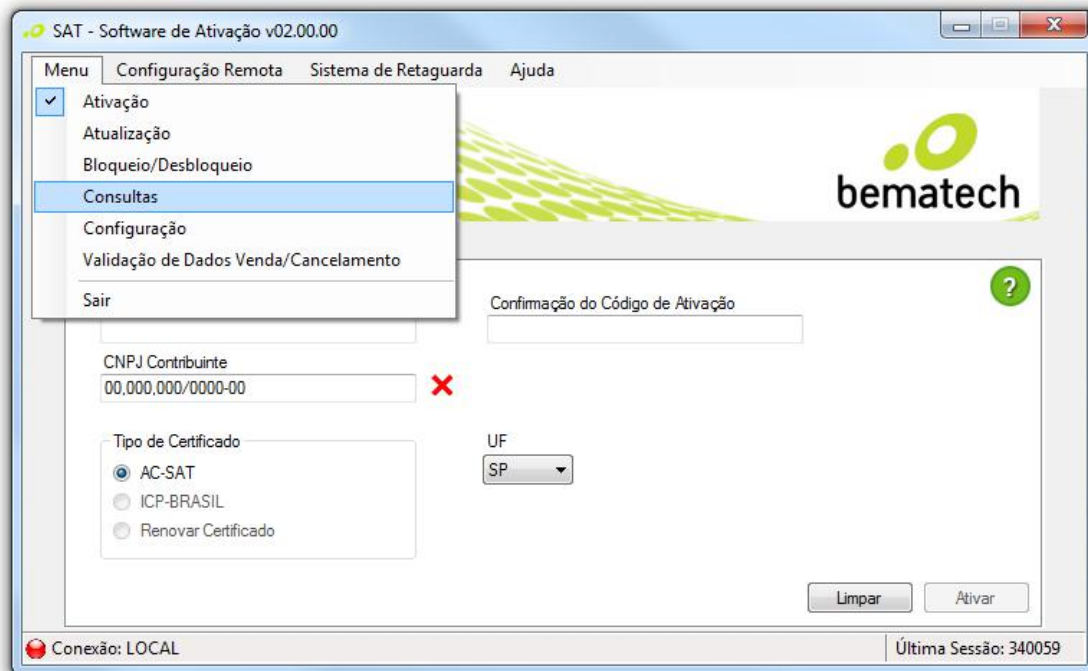 SAT - Software de Ativação v02.00.00
Menu Configuração Remota Sistema de Retaguarda Ajuda
Ativação
Atualização
Bloqueio/Desbloqueio
Consultas
Configuração
Validação de Dados Venda/Cancelamento
Sair
bematech
?
Confirmação do Código de Ativação
CNPJ Contribuinte
00,000,000/0000-00
Tipo de Certificado
AC-SAT
ICP-BRASIL
Renovar Certificado
UF
SP
Limpar Ativar
Conexão: LOCAL Última Sessão: 340059